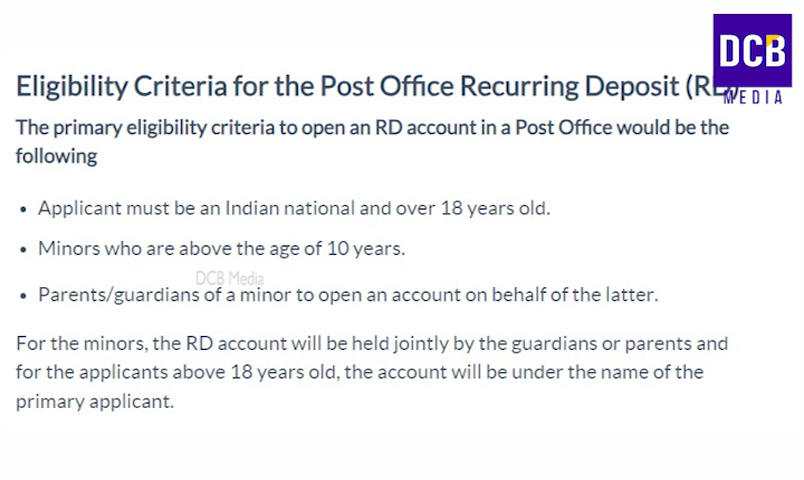 DCB
MEDIA
Eligibility Criteria for the Post Office Recurring Deposit
The primary eligibility criteria to open an RD account in a Post Office would be the
following
• Applicant must be an Indian national and over 18 years old.
• Minors who are above the age of 10 years.
DCB Media
• Parents/guardians of a minor to open an account on behalf of the latter.
For the minors, the RD account will be held jointly by the guardians or parents and
for the applicants above 18 years old, the account will be under the name of the
primary applicant.